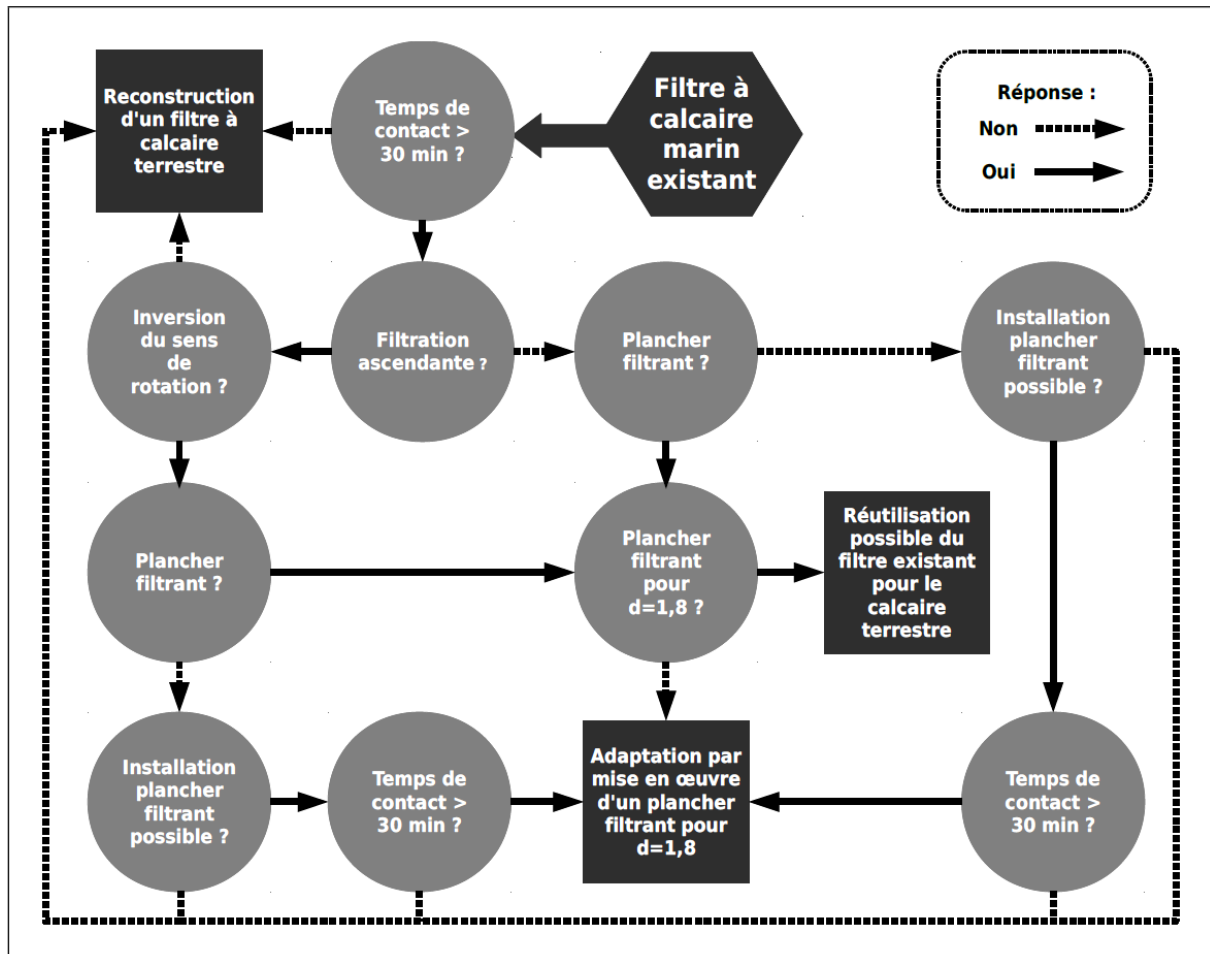 Reconstruction
d'un filtre à
calcaire
terrestre
Temps de
contact >
30 min ?
Filtre à
calcaire
marin
existant
Réponse :
Non
Oui
Inversion
du sens
de
rotation ?
Filtration
ascendante ?
Plancher
filtrant ?
Installation
plancher
filtrant
possible ?
Plancher
filtrant ?
Plancher
filtrant
pour
d=1,8 ?
Réutilisation
possible du
filtre existant
pour le
calcaire
terrestre
Installation
plancher
filtrant
possible ?
Temps de
contact >
30 min ?
Adaptation par
mise en œuvre
d'un plancher
filtrant pour
d=1,8
Temps de
contact >
30 min ?